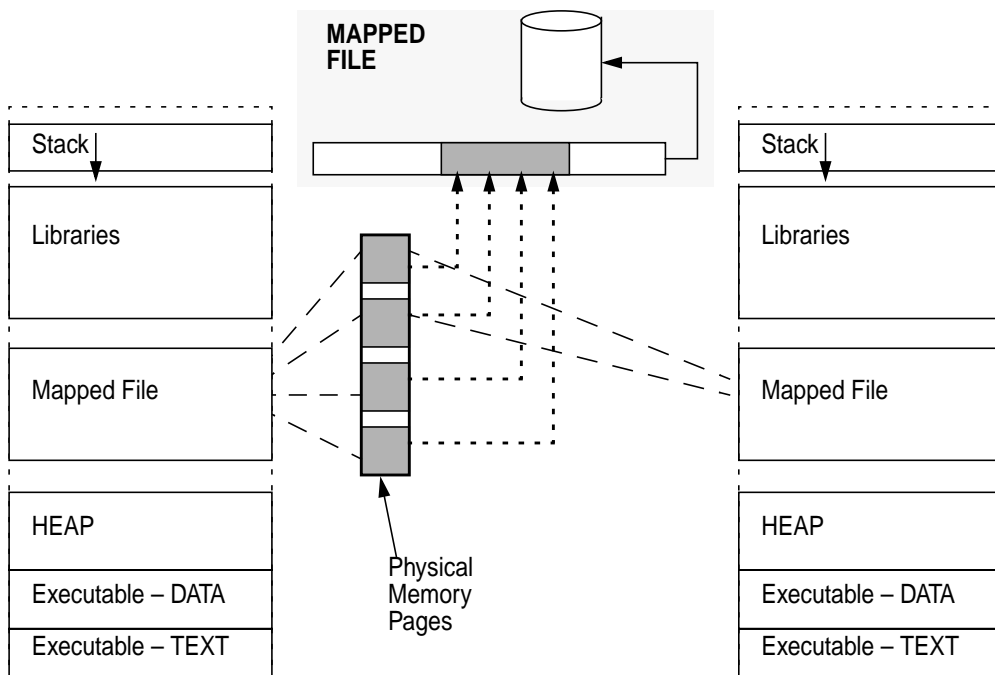 MAPPED
FILE
Stack
Libraries
Mapped File
HEAP
Executable – DATA
Executable – TEXT
Physical
Memory
Pages
Stack
Libraries
Mapped File
HEAP
Executable – DATA
Executable – TEXT